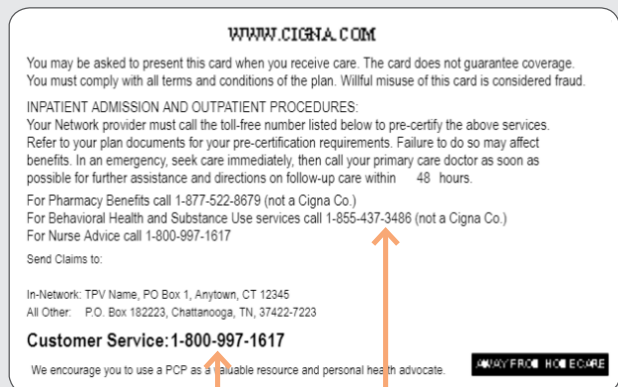 WWW.CIGNA.COM
You may be asked to present this card when you receive care. The card does not guarantee coverage.
You must comply with all terms and conditions of the plan. Willful misuse of this card is considered fraud.
INPATIENT ADMISSION AND OUTPATIENT PROCEDURES:
Your Network provider must call the toll-free number listed below to pre-certify the above services.
Refer to your plan documents for your pre-certification requirements. Failure to do so may affect
benefits. In an emergency, seek care immediately, then call your primary care doctor as soon as
possible for further assistance and directions on follow-up care within 48 hours.
For Pharmacy Benefits call 1-877-522-8679 (not a Cigna Co.)
For Behavioral Health and Substance Use services call 1-855-437-3486 (not a Cigna Co.)
For Nurse Advice call 1-800-997-1617
Send Claims to:
In-Network: TPV Name, PO Box 1, Anytown, CT 12345
All Other: P.O. Box 182223, Chattanooga, TN, 37422-7223
Customer Service: 1-800-997-1617
We encourage you to use a PCP as a valuable resource and personal health advocate.
AWAY FROM HOME CARE